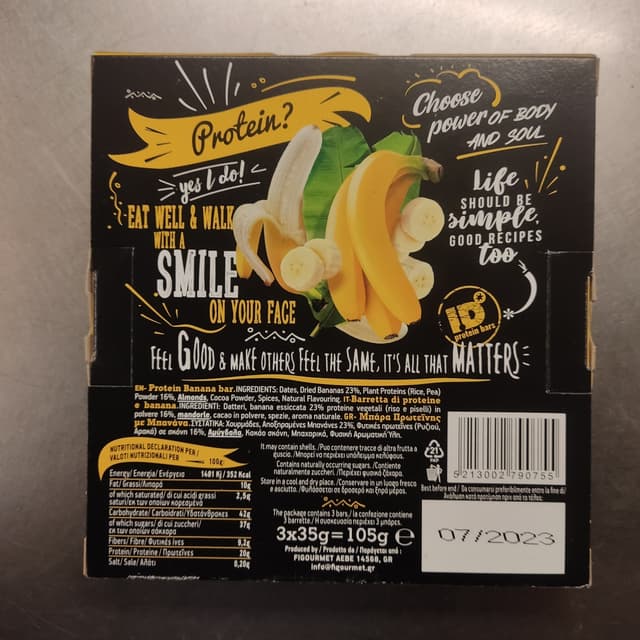 Protein?
yes I do!
EAT WELL & WALK
WITH A
SMILE
ON YOUR FACE
Choose
power OF BODY
AND SOUL
Life
SHOULD BE
simple,
GOOD RECIPES
too
ID
protein bars
FEEL GOOD & MAKE OTHERS FEEL THE SAME, IT'S ALL THAT MATTERS
EN- Protein Banana bar. INGREDIENTS: Dates, Dried Bananas 23%, Plant Proteins (Rice, Pea)
Powder 16%, Almonds, Cocoa Powder, Spices, Natural Flavouring. IT-Barretta di proteine
e banana. INGREDIENTI: Datteri, banana essiccata 23% proteine vegetali (riso e piselli) in
polvere 16%, mandorle, cacao in polvere, spezie, aroma naturale. GR- Μπάρα Πρωτεΐνης
με Μπανάνα. ΣΥΣΤΑΤΙΚΑ: Χουρμάδες, Αποξηραμένες Μπανάνες 23%, Φυτικές πρωτεΐνες (Ρυζιού,
Αρακά) σε σκόνη 16%, Αμύγδαλα, Κακάο σκόνη, Μπαχαρικά, Φυσική Αρωματική Ύλη.
NUTRITIONAL DECLARATION PER /
VALOTI NUTRIZIONALI PER / 100g:
Energy/ Energia/ Ενέργεια 1481 Kj/ 352 Kcal
Fat/ Grassi/Λιπαρά 10g
of which saturated/ di cui acidi grassi 2,5g
saturi/εκ των οποίων κορεσμένα
Carbohydrate/ Carboidrati/Υδατάνθρακες 42g
of which sugars/ di cui zuccheri/ 37g
εκ των οποίων σάκχαρα
Fibers/ Fibre/ Φυτικές ίνες 9,2g
Protein/ Proteine / Πρωτεΐνες 20g
Salt/ Sale/ Αλάτι 0,20g
It may contain shells. /Puo contenere tracce di altra frutta a
guscio. /Μπορεί να περιέχει υπόλειμμα κελύφους.
Contains naturally occurring sugars. /Contiente
naturalmente zuccheri. /Περιέχει φυσικά ζάχαρα.
Store in a cool and dry place. /Conservare in un luogo fresco
e asciutto. /Φυλάσσεται σε δροσερό και ξηρό μέρος.
The package contains 3 bars./ la confezione contiene
3 barrette./ Η συσκευασία περιέχει 3 μπάρες.
3x35g=105g e
Produced by / Prodotto da / Παράγεται από :
FIGOURMET AEBE 14568, GR
info@figourmet.gr
21
PAP
5 213002 790755
Best before end / Da consumarsi preferibilmente entro la fine di/
Ανάλωση κατά προτίμηση πριν από το τέλος:
07/2023